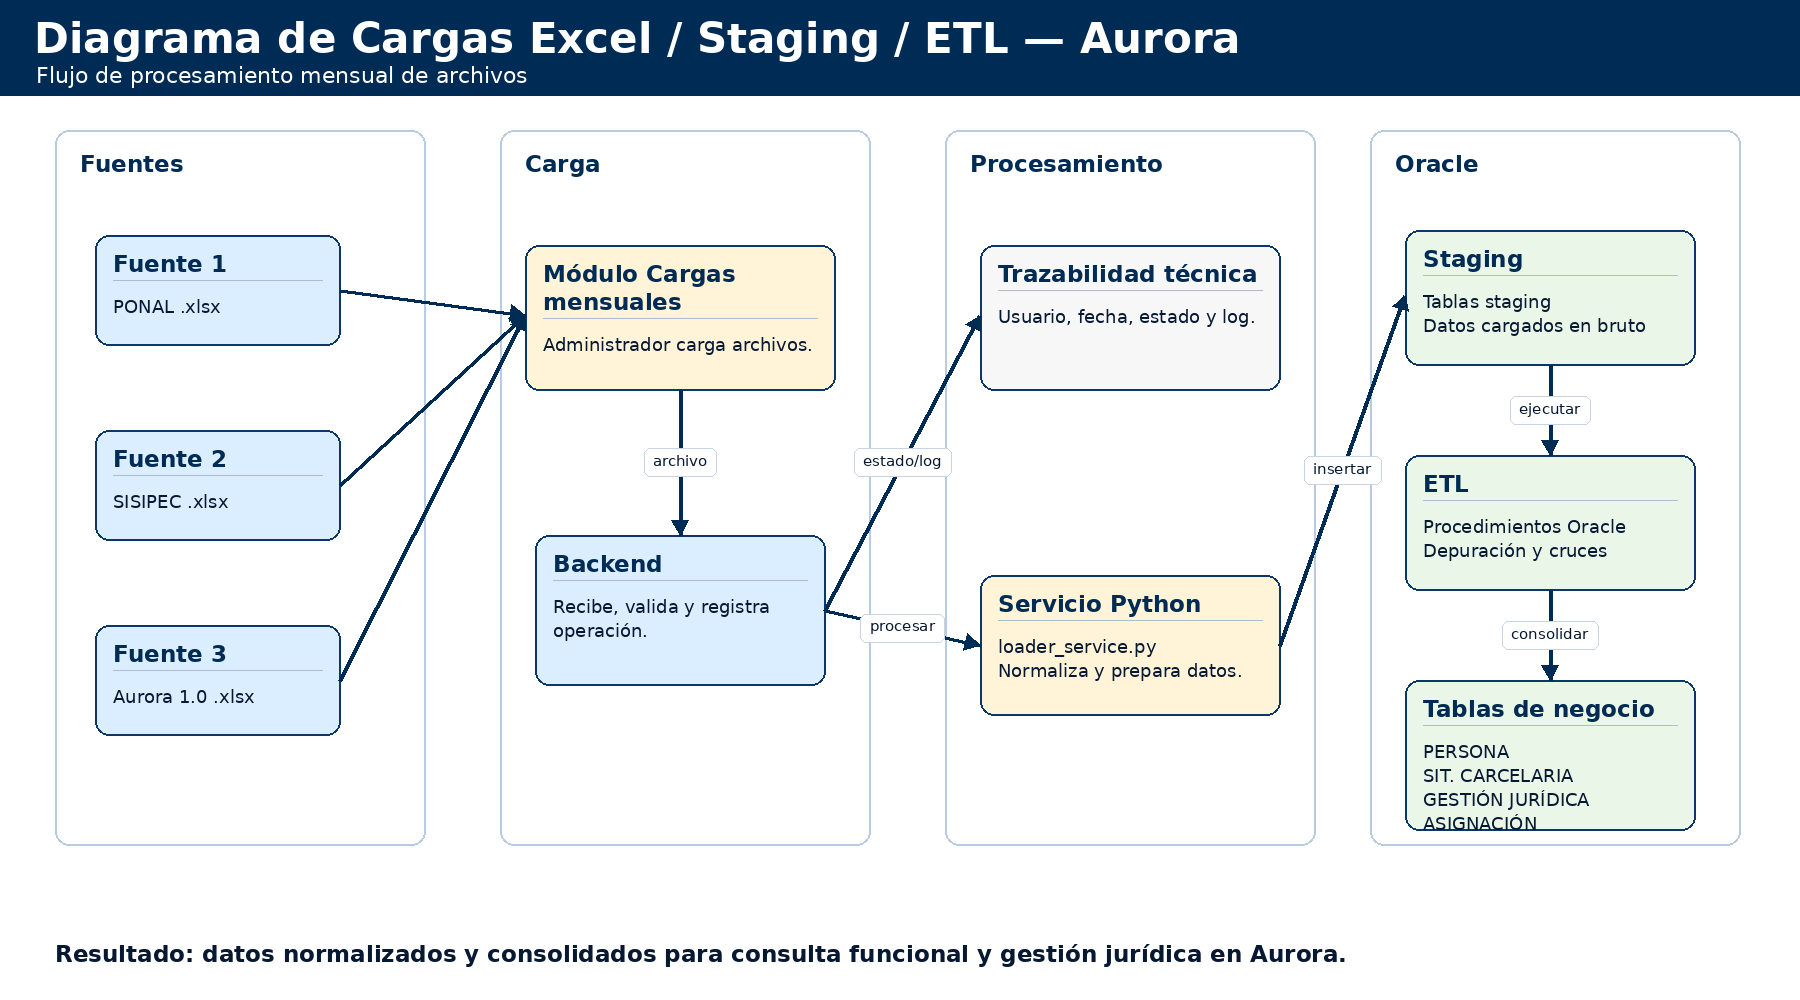 Diagrama de Cargas Excel / Staging / ETL — Aurora
Flujo de procesamiento mensual de archivos
Fuentes
Fuente 1
PONAL .xlsx
Fuente 2
SISIPEC .xlsx
Fuente 3
Aurora 1.0 .xlsx
Carga
Módulo Cargas
mensuales
Administrador carga archivos.
archivo
Backend
Recibe, valida y registra
operación.
estado/log
procesar
Procesamiento
Trazabilidad técnica
Usuario, fecha, estado y log.
Servicio Python
loader_service.py
Normaliza y prepara datos.
insertar
Oracle
Staging
Tablas staging
Datos cargados en bruto
ejecutar
ETL
Procedimientos Oracle
Depuración y cruces
consolidar
Tablas de negocio
PERSONA
SIT. CARCELARIA
GESTIÓN JURÍDICA
ASIGNACIÓN
Resultado: datos normalizados y consolidados para consulta funcional y gestión jurídica en Aurora.